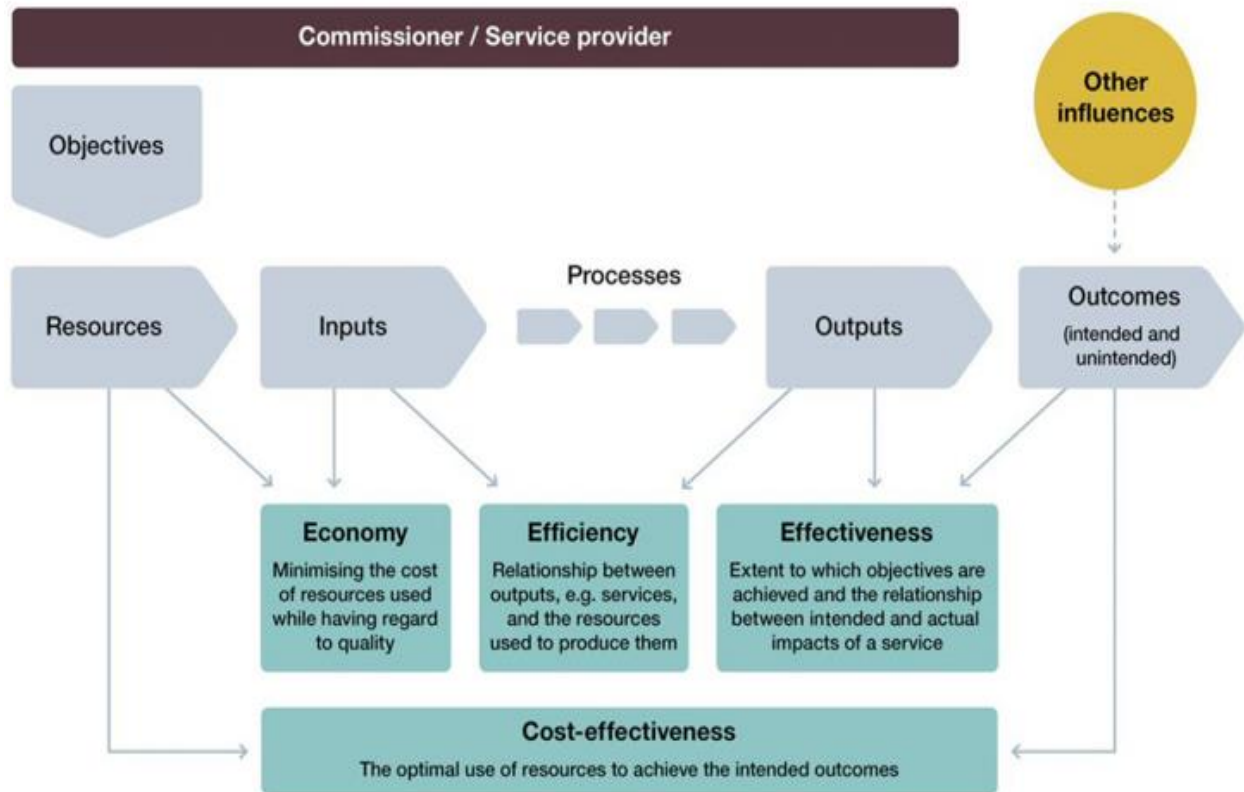 Commissioner / Service provider
Other
influences
Objectives
Resources
Inputs
Processes
Outputs
Outcomes
(intended and
unintended)
Economy
Minimising the cost
of resources used
while having regard
to quality
Efficiency
Relationship between
outputs, e.g. services,
and the resources
used to produce them
Effectiveness
Extent to which objectives are
achieved and the relationship
between intended and actual
impacts of a service
Cost-effectiveness
The optimal use of resources to achieve the intended outcomes